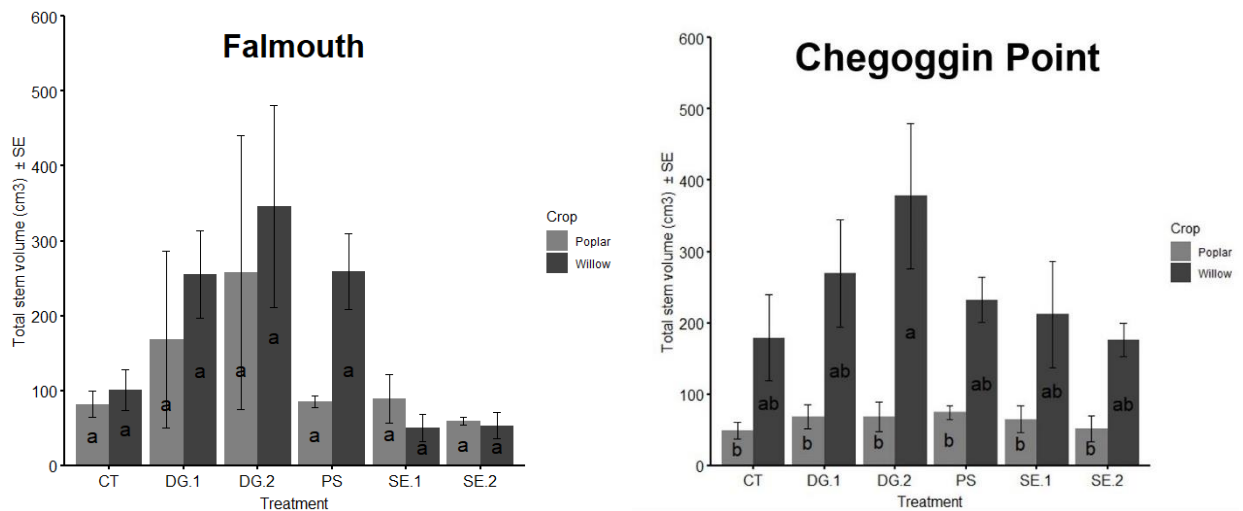 Falmouth
Total stem volume (cm3) ± SE
600
500
400
300
200
100
0
a
a
a
a
a
a
a
a
a
a
a
a
CT
DG.1
DG.2
PS
SE.1
SE.2
Treatment
Crop
Poplar
Willow
Chegoggin Point
Total stem volume (cm3) ± SE
600
500
400
300
200
100
0
b
ab
b
ab
b
a
b
ab
b
ab
b
ab
CT
DG.1
DG.2
PS
SE.1
SE.2
Treatment
Crop
Poplar
Willow